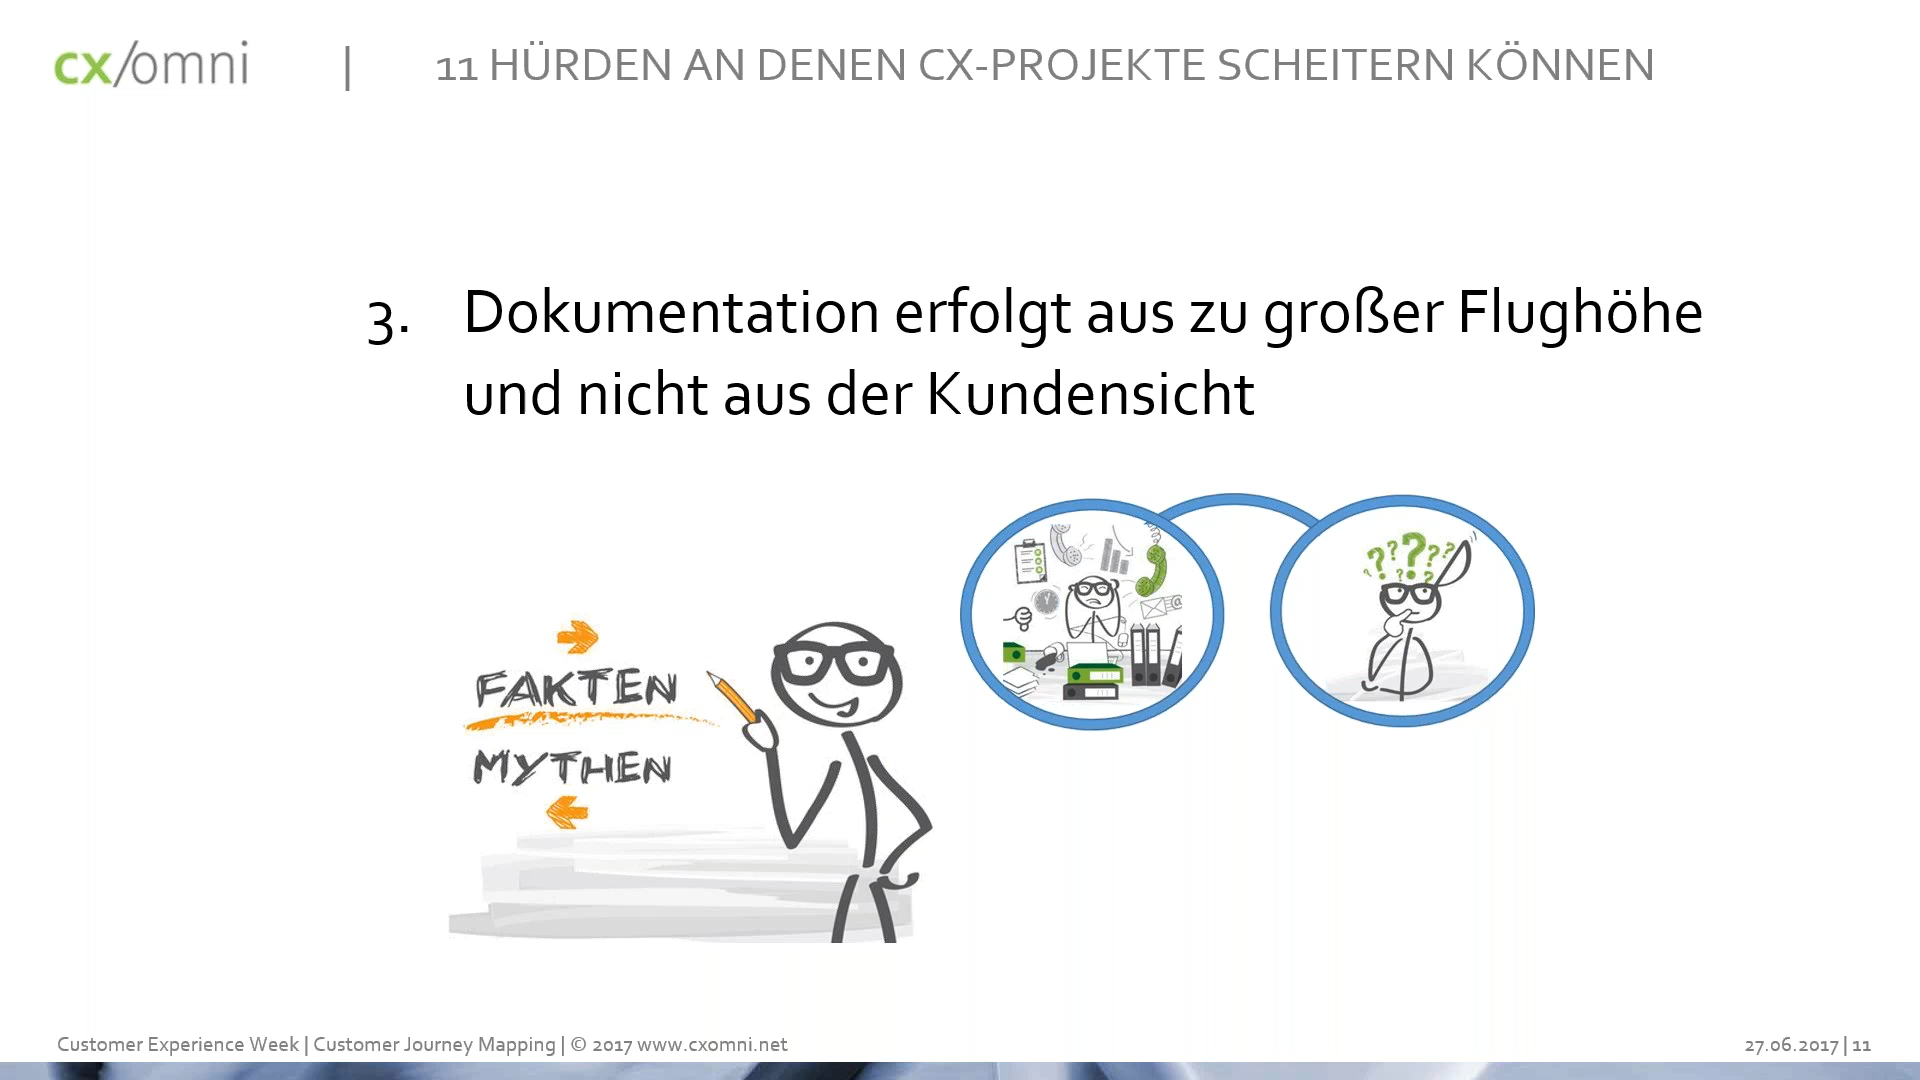 cx/omni | 11 HÜRDEN AN DENEN CX-PROJEKTE SCHEITERN KÖNNEN
3. Dokumentation erfolgt aus zu großer Flughöhe
und nicht aus der Kundensicht
FAKTEN
MYTHEN
? ? ? ? ? ? ? ?
@
Customer Experience Week | Customer Journey Mapping | © 2017 www.cxomni.net
27.06.2017 | 11